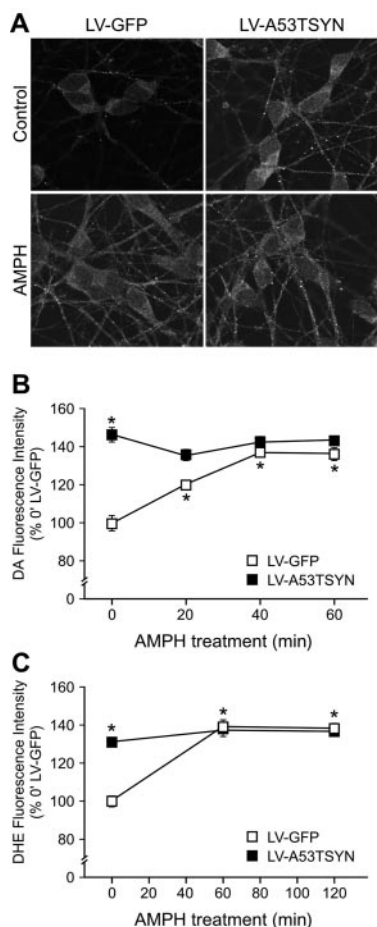 A
LV-GFP LV-A53TSYN
Control
AMPH
B
DA Fluorescence Intensity
(% 0' LV-GFP)
160
140
120
100
80
0
*
*
*
*
LV-GFP
LV-A53TSYN
0 20 40 60
AMPH treatment (min)
C
DHE Fluorescence Intensity
(% 0' LV-GFP)
160
140
120
100
80
0
*
*
*
LV-GFP
LV-A53TSYN
0 20 40 60 80 100 120
AMPH treatment (min)